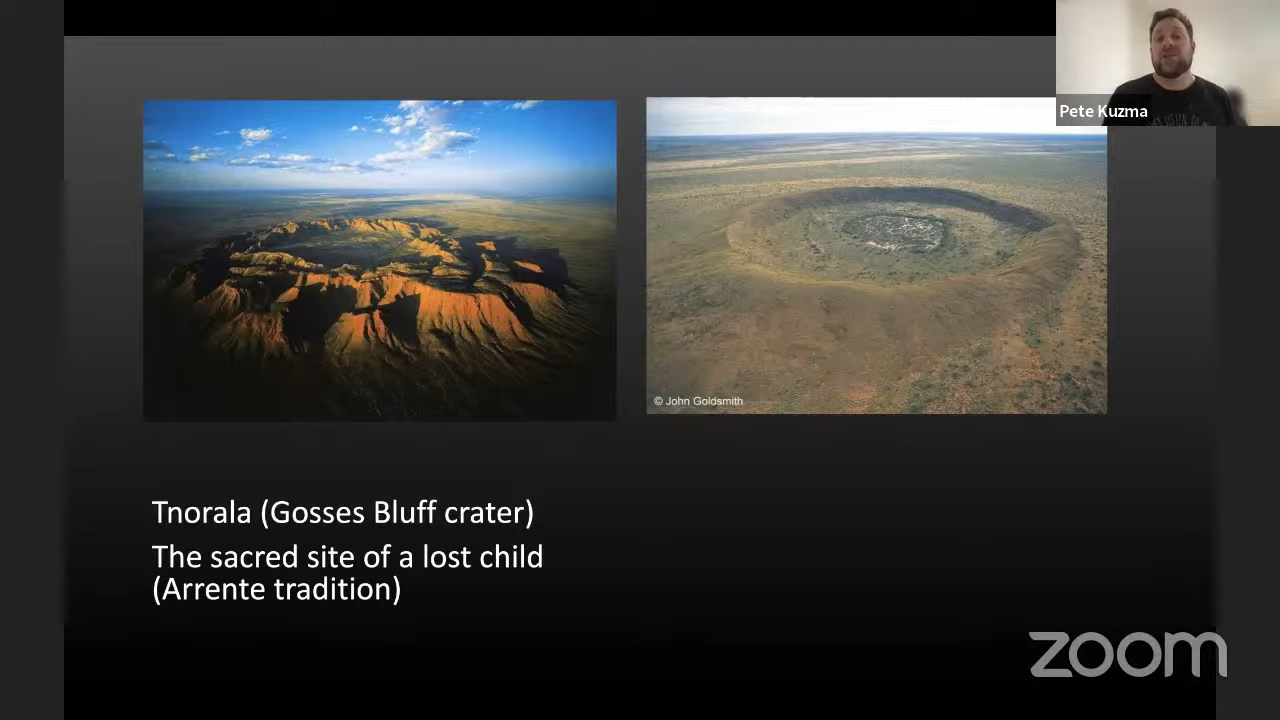 Pete Kuzma
© John Goldsmith
Tnorala (Gosses Bluff crater)
The sacred site of a lost child
(Arrente tradition)
zoom